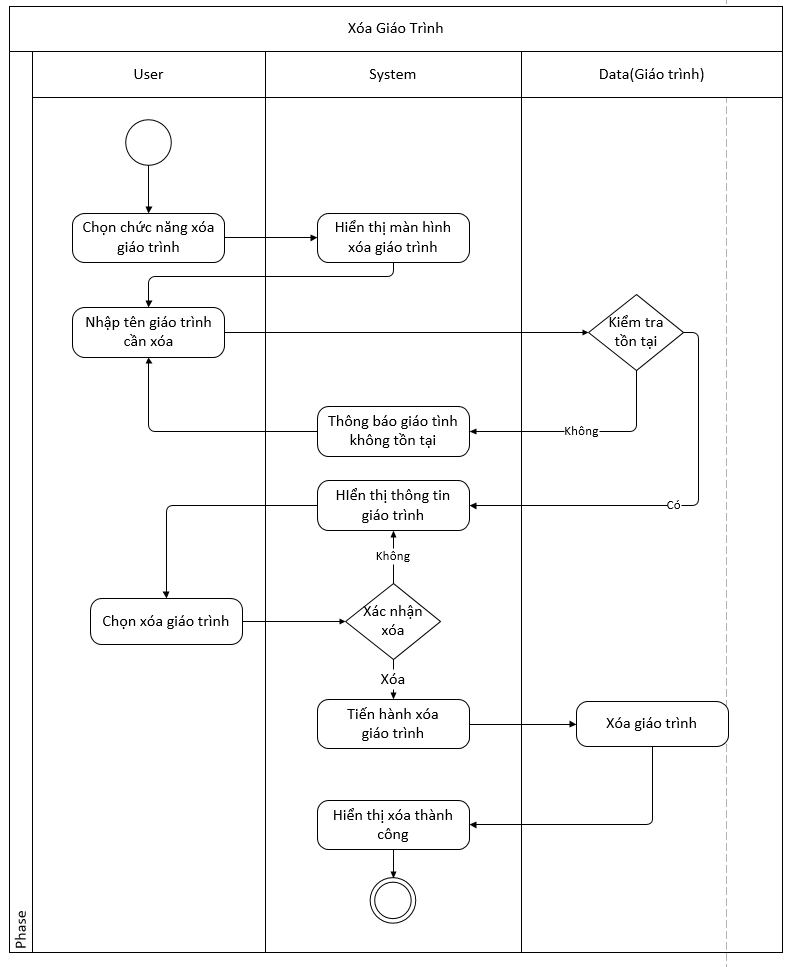 Xóa Giáo Trình
User
System
Data(Giáo trình)
Chọn chức năng xóa
giáo trình
Hiển thị màn hình
xóa giáo trình
Nhập tên giáo trình
cần xóa
Kiểm tra
tồn tại
Thông báo giáo tình
không tồn tại
Không
HIển thị thông tin
giáo trình
Có
Không
Chọn xóa giáo trình
Xác nhận
xóa
Xóa
Tiến hành xóa
giáo trình
Xóa giáo trình
Hiển thị xóa thành
công
Phase